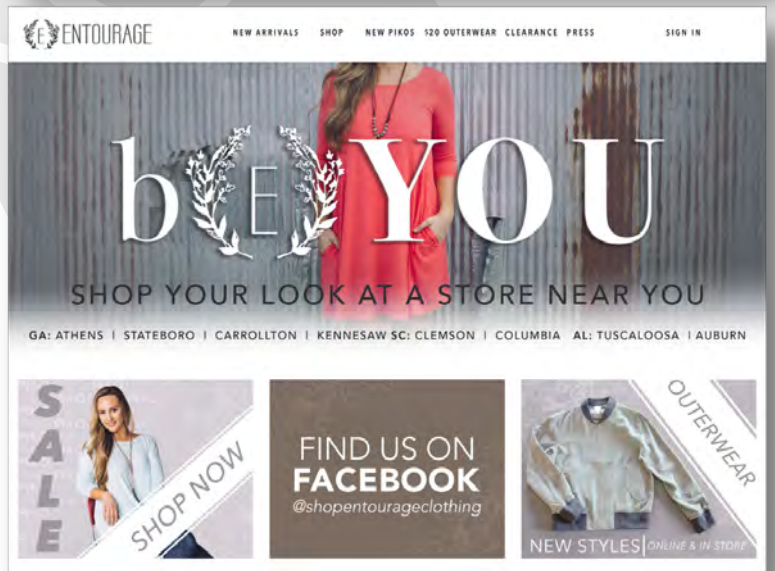 E ENTOURAGE
NEW ARRIVALS SHOP NEW PIKOS $20 OUTERWEAR CLEARANCE PRESS SIGN IN
bE YOU
SHOP YOUR LOOK AT A STORE NEAR YOU
GA: ATHENS | STATEBORO | CARROLLTON | KENNESAW SC: CLEMSON | COLUMBIA AL: TUSCALOOSA | AUBURN
SALE
SHOP NOW
FIND US ON
FACEBOOK
@shopentourageclothing
OUTERWEAR
NEW STYLES| ONLINE & IN STORE